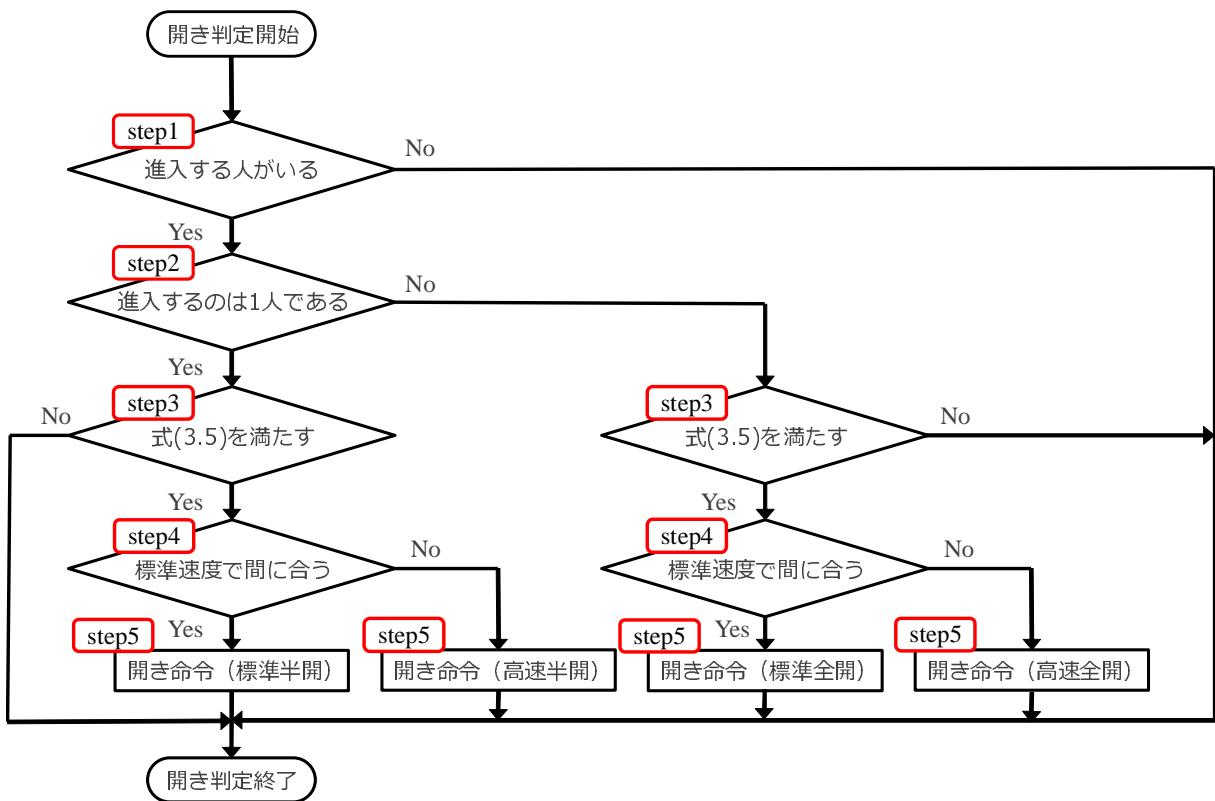 開き判定開始
step1
No
進入する人がいる
Yes
step2
No
進入するのは1人である
Yes
step3
No
式(3.5)を満たす
step3
No
式(3.5)を満たす
Yes
Yes
step4
No
標準速度で間に合う
step4
No
標準速度で間に合う
step5
Yes
step5
step5
Yes
step5
開き命令（標準半開）
開き命令（高速半開）
開き命令（標準全開）
開き命令（高速全開）
開き判定終了